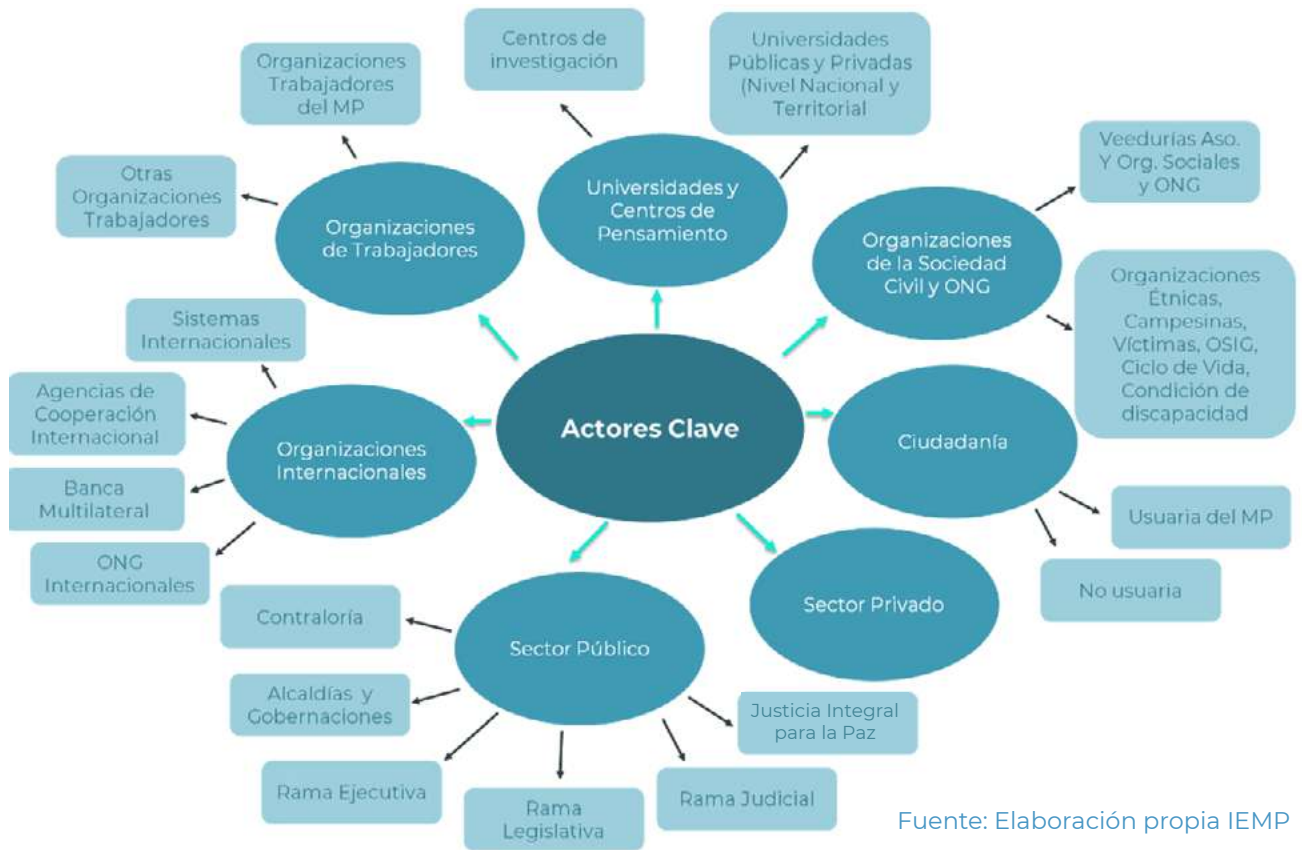 Centros de
investigación
Universidades
Públicas y Privadas
(Nivel Nacional y
Territorial
Organizaciones
Trabajadores
del MP
Otras
Organizaciones
Trabajadores
Organizaciones
de Trabajadores
Universidades y
Centros de
Pensamiento
Organizaciones
de la Sociedad
Civil y ONG
Veedurías Aso.
Y Org. Sociales
y ONG
Organizaciones
Étnicas,
Campesinas,
Víctimas, OSIG,
Ciclo de Vida,
Condición de
discapacidad
Sistemas
Internacionales
Agencias de
Cooperación
Internacional
Banca
Multilateral
ONG
Internacionales
Organizaciones
Internacionales
Actores Clave
Ciudadanía
Usuaria del MP
No usuaria
Sector Privado
Sector Público
Contraloría
Alcaldías y
Gobernaciones
Rama Ejecutiva
Rama
Legislativa
Rama Judicial
Justicia Integral
para la Paz
Fuente: Elaboración propia IEMP